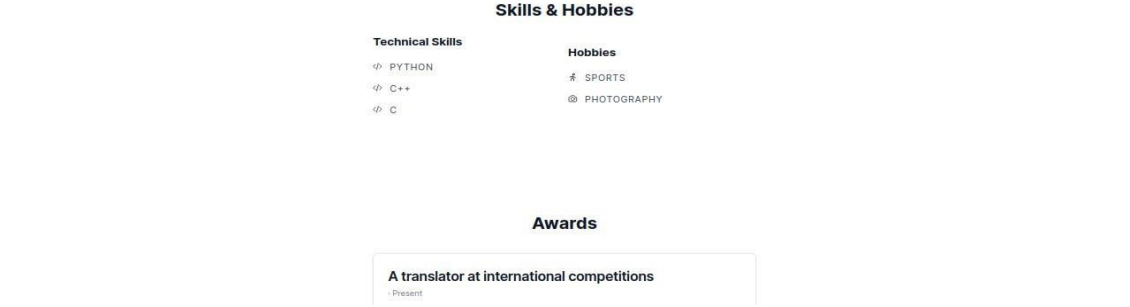 Skills & Hobbies
Technical Skills
PYTHON
C++
C
Hobbies
SPORTS
PHOTOGRAPHY
Awards
A translator at international competitions
· Present